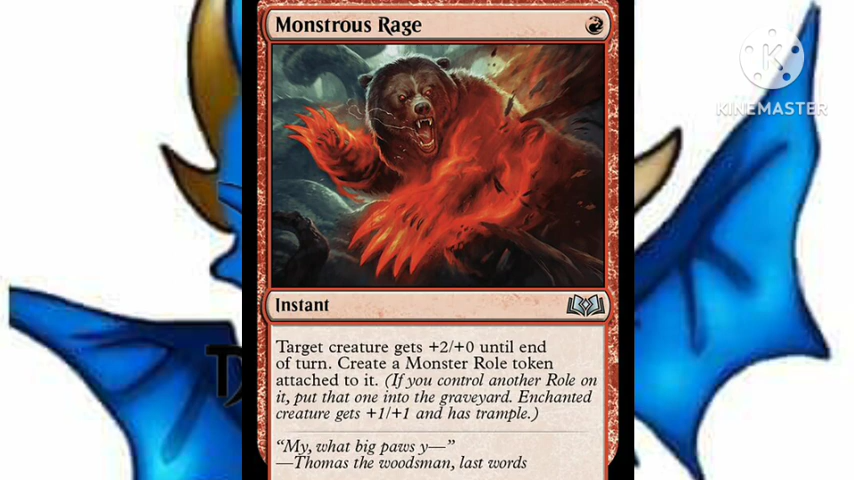 Monstrous Rage
KINEMASTER
Instant
Target creature gets +2/+0 until end
of turn. Create a Monster Role token
attached to it. (If you control another Role on
it, put that one into the graveyard. Enchanted
creature gets +1/+1 and has trample.)
“My, what big paws y—”
—Thomas the woodsman, last words